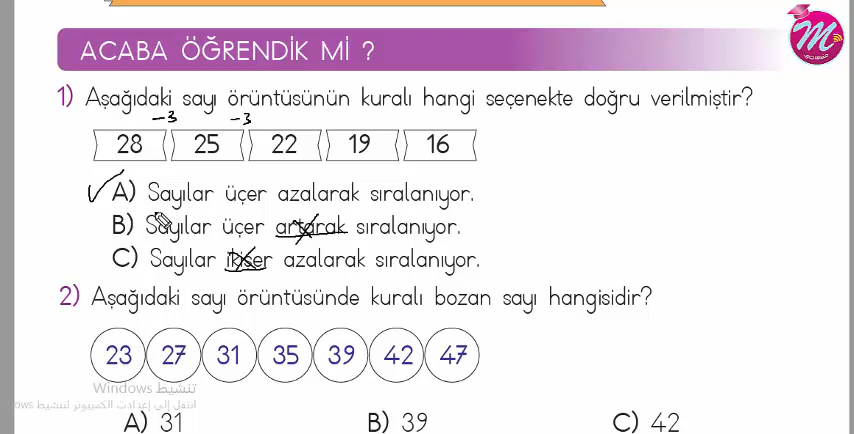 ACABA ÖĞRENDİK Mİ ?
1) Aşağıdaki sayı örüntüsünün kuralı hangi seçenekte doğru verilmiştir?
-3 -3
28 25 22 19 16
A) Sayılar üçer azalarak sıralanıyor.
B) Sayılar üçer artarak sıralanıyor.
C) Sayılar ikişer azalarak sıralanıyor.
2) Aşağıdaki sayı örüntüsünde kuralı bozan sayı hangisidir?
23 27 31 35 39 42 47
تنشيط Windows
انتقل إلى إعدادات الكمبيوتر لتنشيط ows
A) 31 B) 39 C) 42